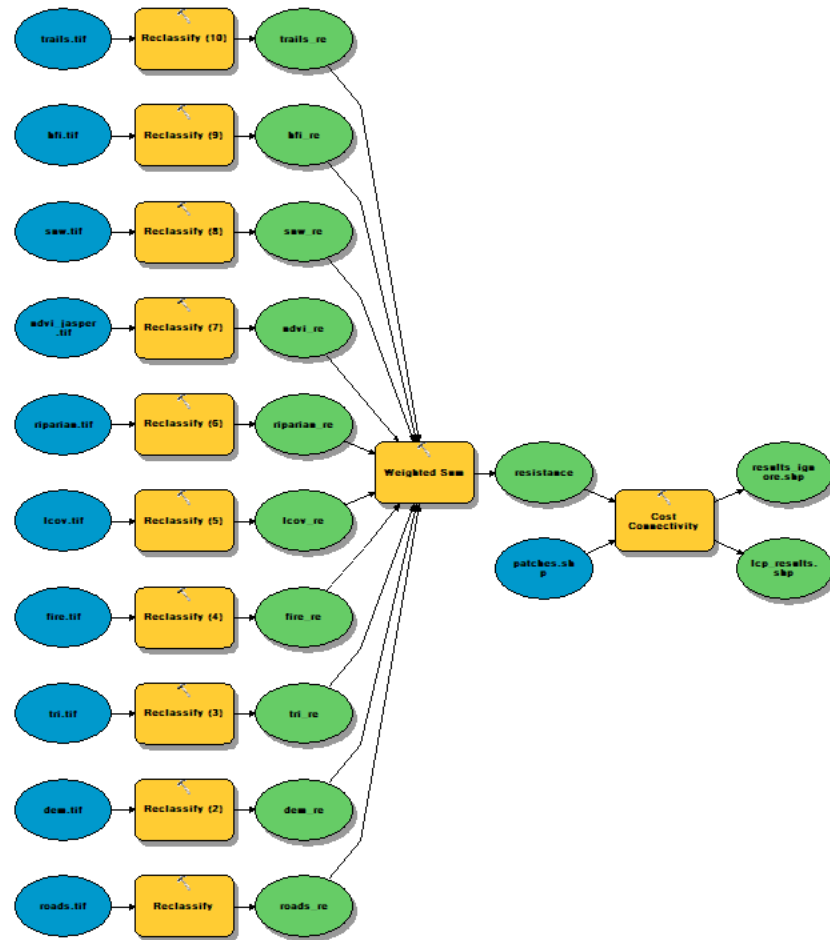 trails.tif
Reclassify (10)
trails_re
hfi.tif
Reclassify (9)
hfi_re
snw.tif
Reclassify (8)
snw_re
ndvi_jasper
.tif
Reclassify (7)
ndvi_re
riparian.tif
Reclassify (6)
riparian_re
Weighted Sum
resistance
results_ign
ore.shp
lcov.tif
Reclassify (5)
lcov_re
Cost
Connectivity
patches.sh
p
lcp_results.
shp
fire.tif
Reclassify (4)
fire_re
tri.tif
Reclassify (3)
tri_re
dem.tif
Reclassify (2)
dem_re
roads.tif
Reclassify
roads_re